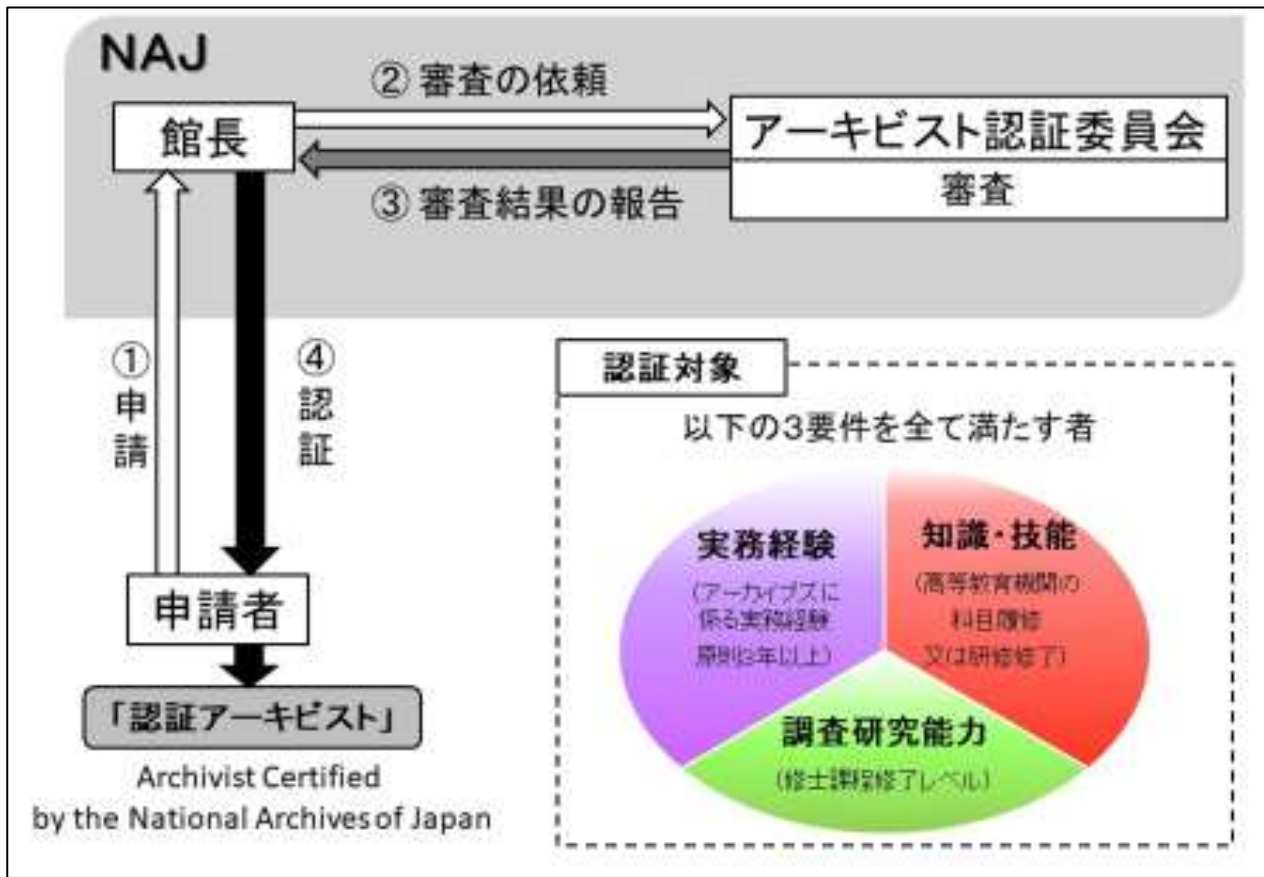 NAJ
② 審査の依頼
館長
アーキビスト認証委員会
審査
③ 審査結果の報告
①申請
④認証
申請者
「認証アーキビスト」
Archivist Certified
by the National Archives of Japan
認証対象
以下の3要件を全て満たす者
実務経験
(アーカイブズに
係る実務経験
原則3年以上)
知識・技能
(高等教育機関の
科目履修
又は研修修了)
調査研究能力
(修士課程修了レベル)